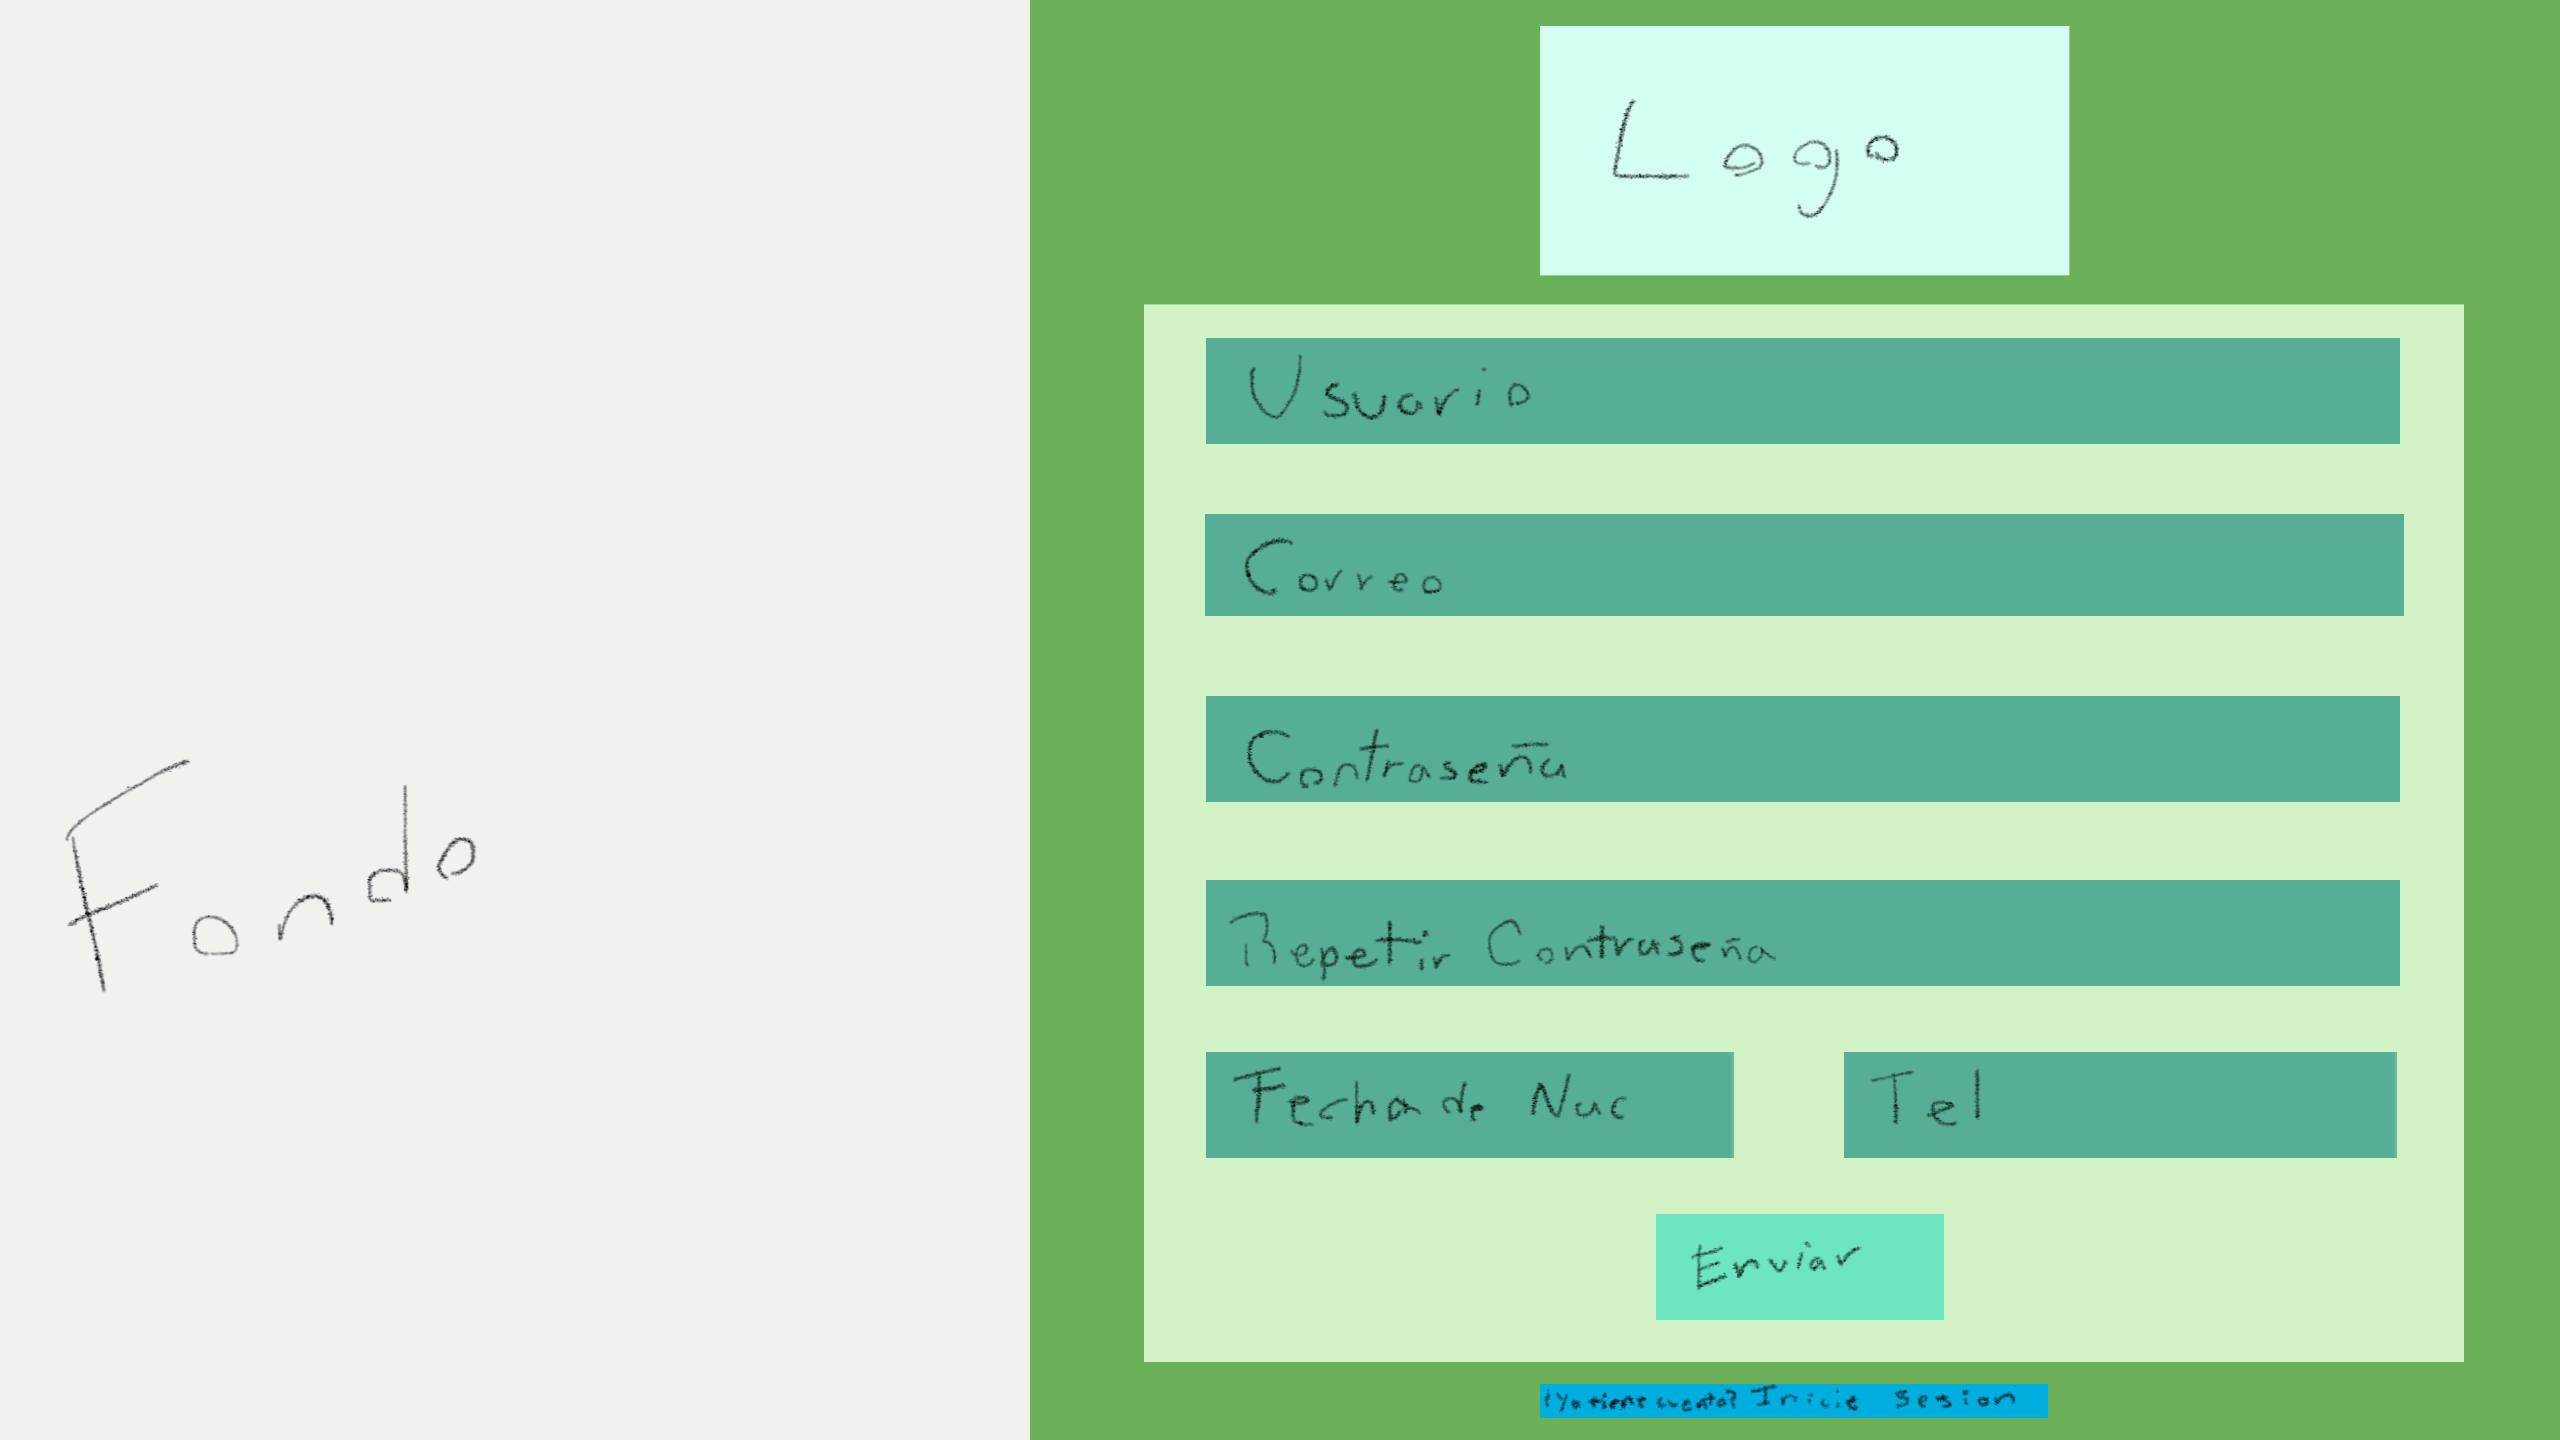 Logo
Usuario
Correo
Contraseña
Repetir Contraseña
Fecha de Nac
Tel
Enviar
¿Ya tiene cuenta? Inicie Sesion
Fondo